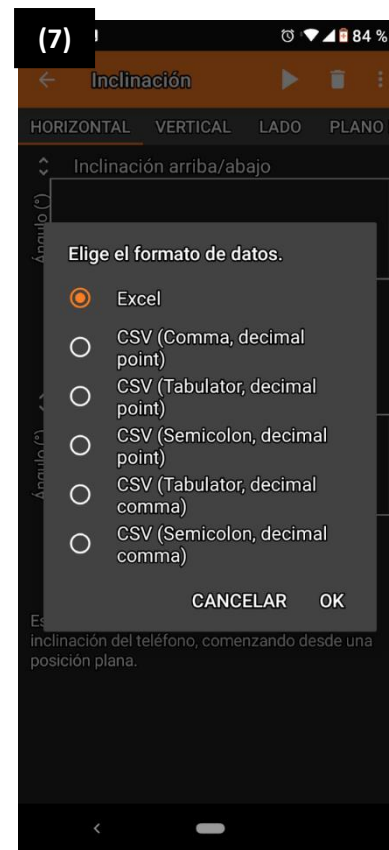 (7)
84 %
Inclinación
HORIZONTAL VERTICAL LADO PLANO
Inclinación arriba/abajo
Ángulo (°)
Elige el formato de datos.
Excel
CSV (Comma, decimal
point)
CSV (Tabulator, decimal
point)
CSV (Semicolon, decimal
point)
CSV (Tabulator, decimal
comma)
CSV (Semicolon, decimal
comma)
Ángulo (°)
CANCELAR OK
inclinación del teléfono, comenzando desde una
posición plana.